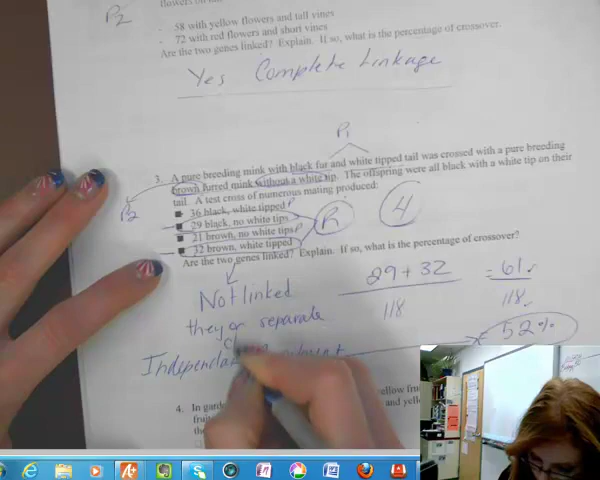 flowers on
P2
- 58 with yellow flowers and tall vines
- 72 with red flowers and short vines
Are the two genes linked? Explain. If so, what is the percentage of crossover.
Yes Complete Linkage
P1
3. A pure breeding mink with black fur and white tipped tail was crossed with a pure breeding
brown furred mink without a white tip. The offspring were all black with a white tip on their
tail. A test cross of numerous mating produced:
P2
36 black, white tipped P
29 black, no white tips
21 brown, no white tips P
32 brown, white tipped
R
4
Are the two genes linked? Explain. If so, what is the percentage of crossover?
Not linked
29 + 32
118
= 61
118
52%
they separate
4. In
yellow
and